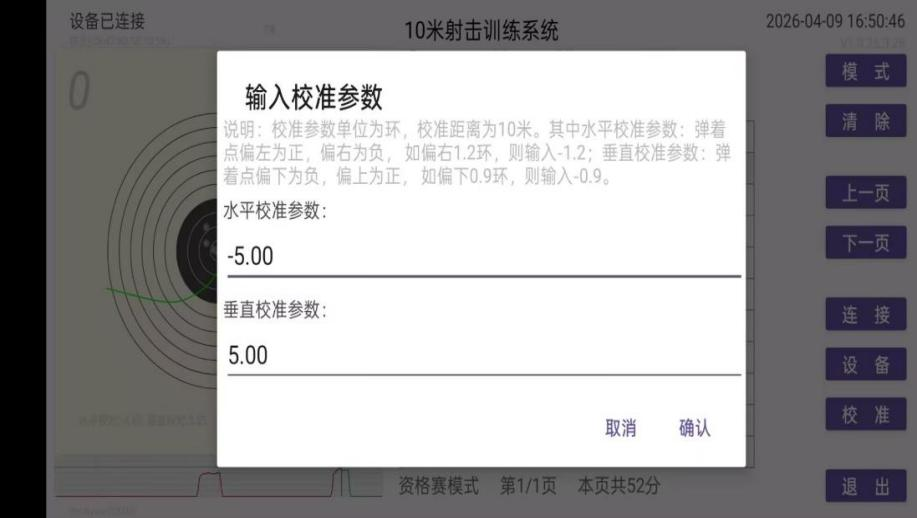 设备已连接
10米射击训练系统
2026-04-09 16:50:46
0
输入校准参数
说明：校准参数单位为环，校准距离为10米。其中水平校准参数：弹着
点偏左为正，偏右为负， 如偏右1.2环，则输入-1.2；垂直校准参数：弹
着点偏下为负，偏上为正， 如偏下0.9环，则输入-0.9。
水平校准参数：
-5.00
垂直校准参数：
5.00
取消 确认
模 式
清 除
上一页
下一页
连 接
设 备
校 准
退 出
资格赛模式 第1/1页 本页共52分